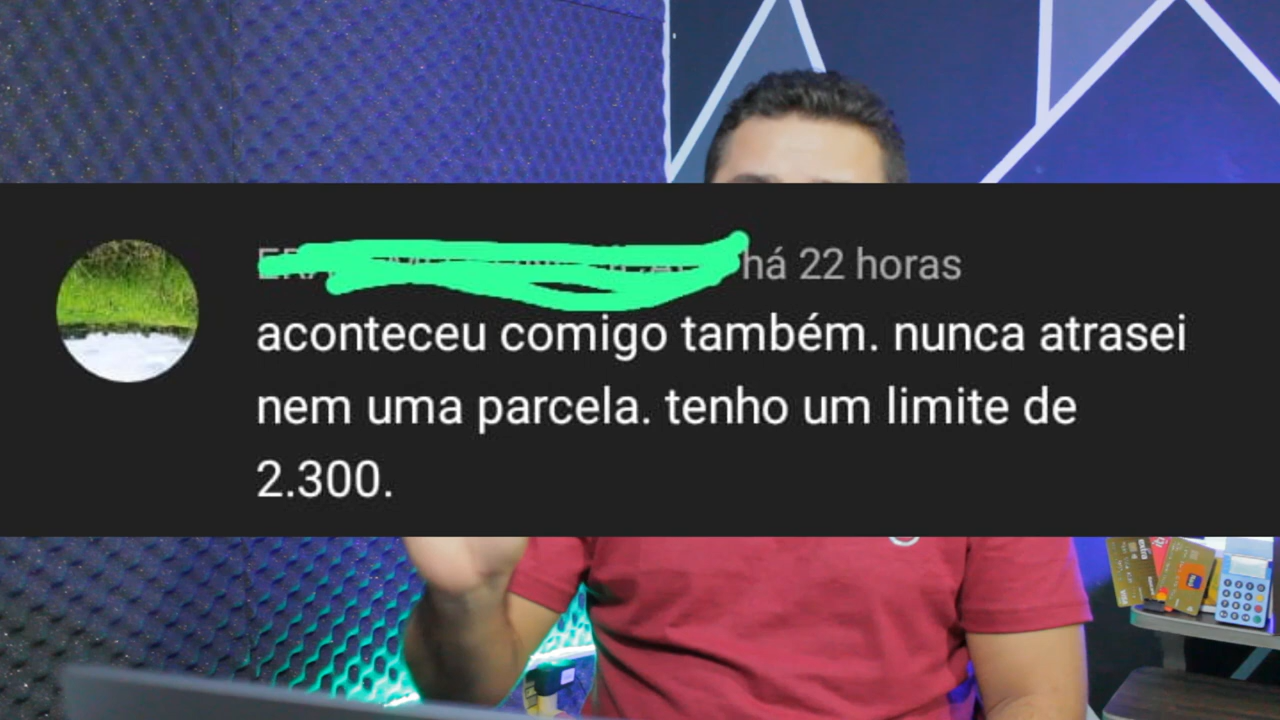 há 22 horas
aconteceu comigo também. nunca atrasei
nem uma parcela. tenho um limite de
2.300.